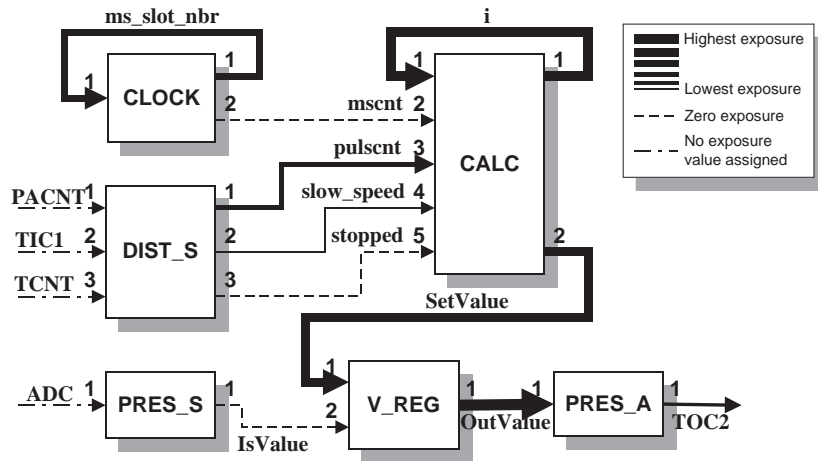 ms_slot_nbr
i
1
1
CLOCK
2
1
1
CALC
mscnt
2
pulscnt
3
slow_speed
4
stopped
5
2
PACNT
1
TIC1
2
TCNT
3
DIST_S
1
2
3
SetValue
ADC
1
PRES_S
1
IsValue
1
2
V_REG
1
OutValue
1
PRES_A
1
TOC2
Highest exposure
Lowest exposure
Zero exposure
No exposure
value assigned